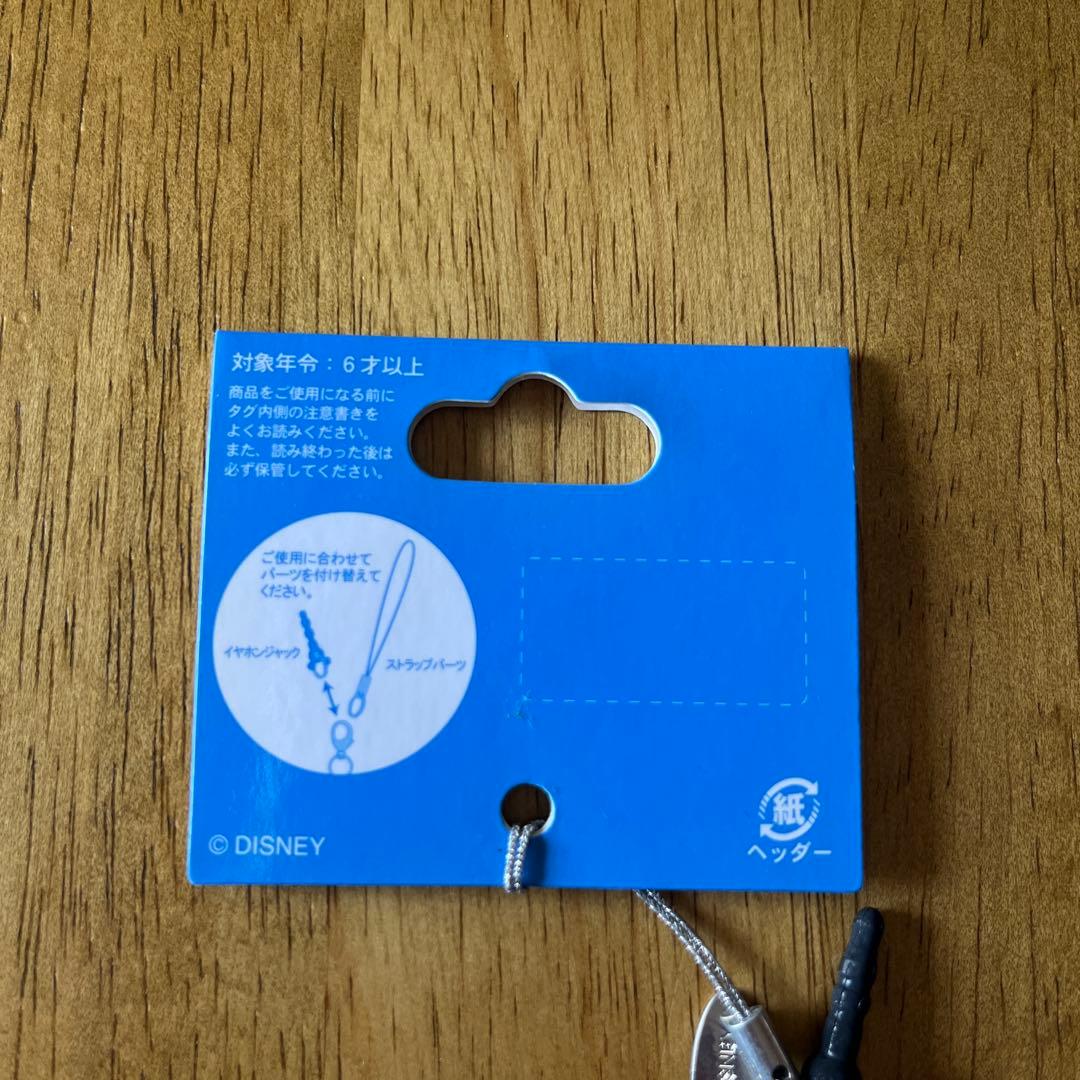 対象年令：6才以上
商品をご使用になる前に
タグ内側の注意書きを
よくお読みください。
また、読み終わった後は
必ず保管してください。
ご使用に合わせて
パーツを付け替えて
ください。
イヤホンジャック
ストラップパーツ
© DISNEY
紙
ヘッダー